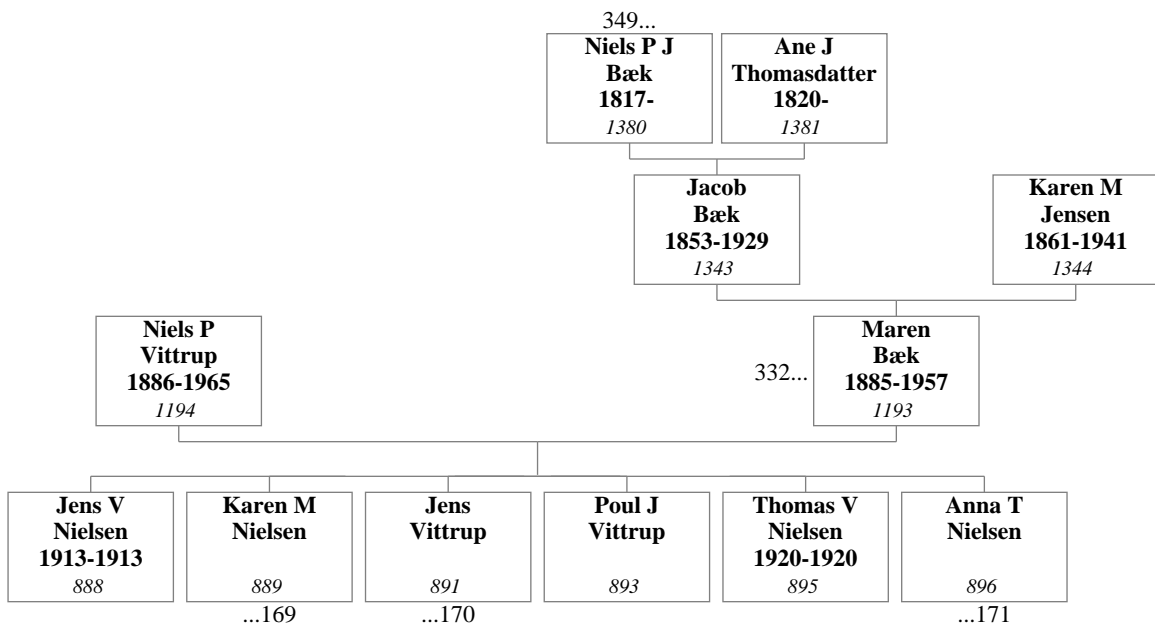 349...
Niels P J
Bæk
1817-
1380
Ane J
Thomasdatter
1820-
1381
Jacob
Bæk
1853-1929
1343
Karen M
Jensen
1861-1941
1344
Niels P
Vittrup
1886-1965
1194
332...
Maren
Bæk
1885-1957
1193
Jens V
Nielsen
1913-1913
888
Karen M
Nielsen
889
...169
Jens
Vittrup
891
...170
Poul J
Vittrup
893
Thomas V
Nielsen
1920-1920
895
Anna T
Nielsen
896
...171